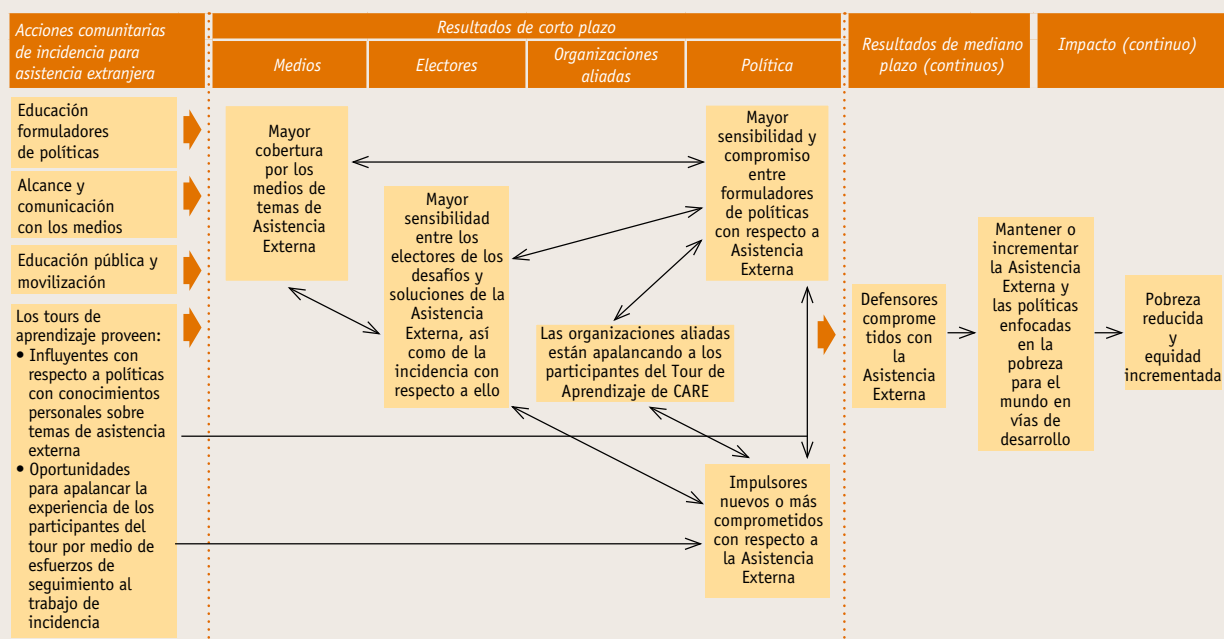 Acciones comunitarias
de incidencia para
asistencia extranjera
Resultados de corto plazo
Medios
Electores
Organizaciones
aliadas
Política
Resultados de mediano
plazo (continuos)
Impacto (continuo)
Educación
formuladores
de políticas
Alcance y
comunicación
con los medios
Educación pública y
movilización
Los tours de
aprendizaje proveen:
• Influyentes con
respecto a políticas
con conocimientos
personales sobre
temas de asistencia
externa
• Oportunidades
para apalancar la
experiencia de los
participantes del
tour por medio de
esfuerzos de
seguimiento al
trabajo de
incidencia
Mayor
cobertura
por los
medios de
temas de
Asistencia
Externa
Mayor
sensibilidad
entre los
electores de los
desafíos y
soluciones de la
Asistencia
Externa, así
como de la
incidencia con
respecto a ello
Las organizaciones aliadas
están apalancando a los
participantes del Tour de
Aprendizaje de CARE
Mayor
sensibilidad y
compromiso
entre
formuladores
de políticas
con respecto a
Asistencia
Externa
Impulsores
nuevos o más
comprometidos
con respecto a
la Asistencia
Externa
Defensores
comprome
tidos con
la
Asistencia
Externa
Mantener o
incrementar
la Asistencia
Externa y
las políticas
enfocadas
en la
pobreza
para el
mundo en
vías de
desarrollo
Pobreza
reducida
y
equidad
incrementada